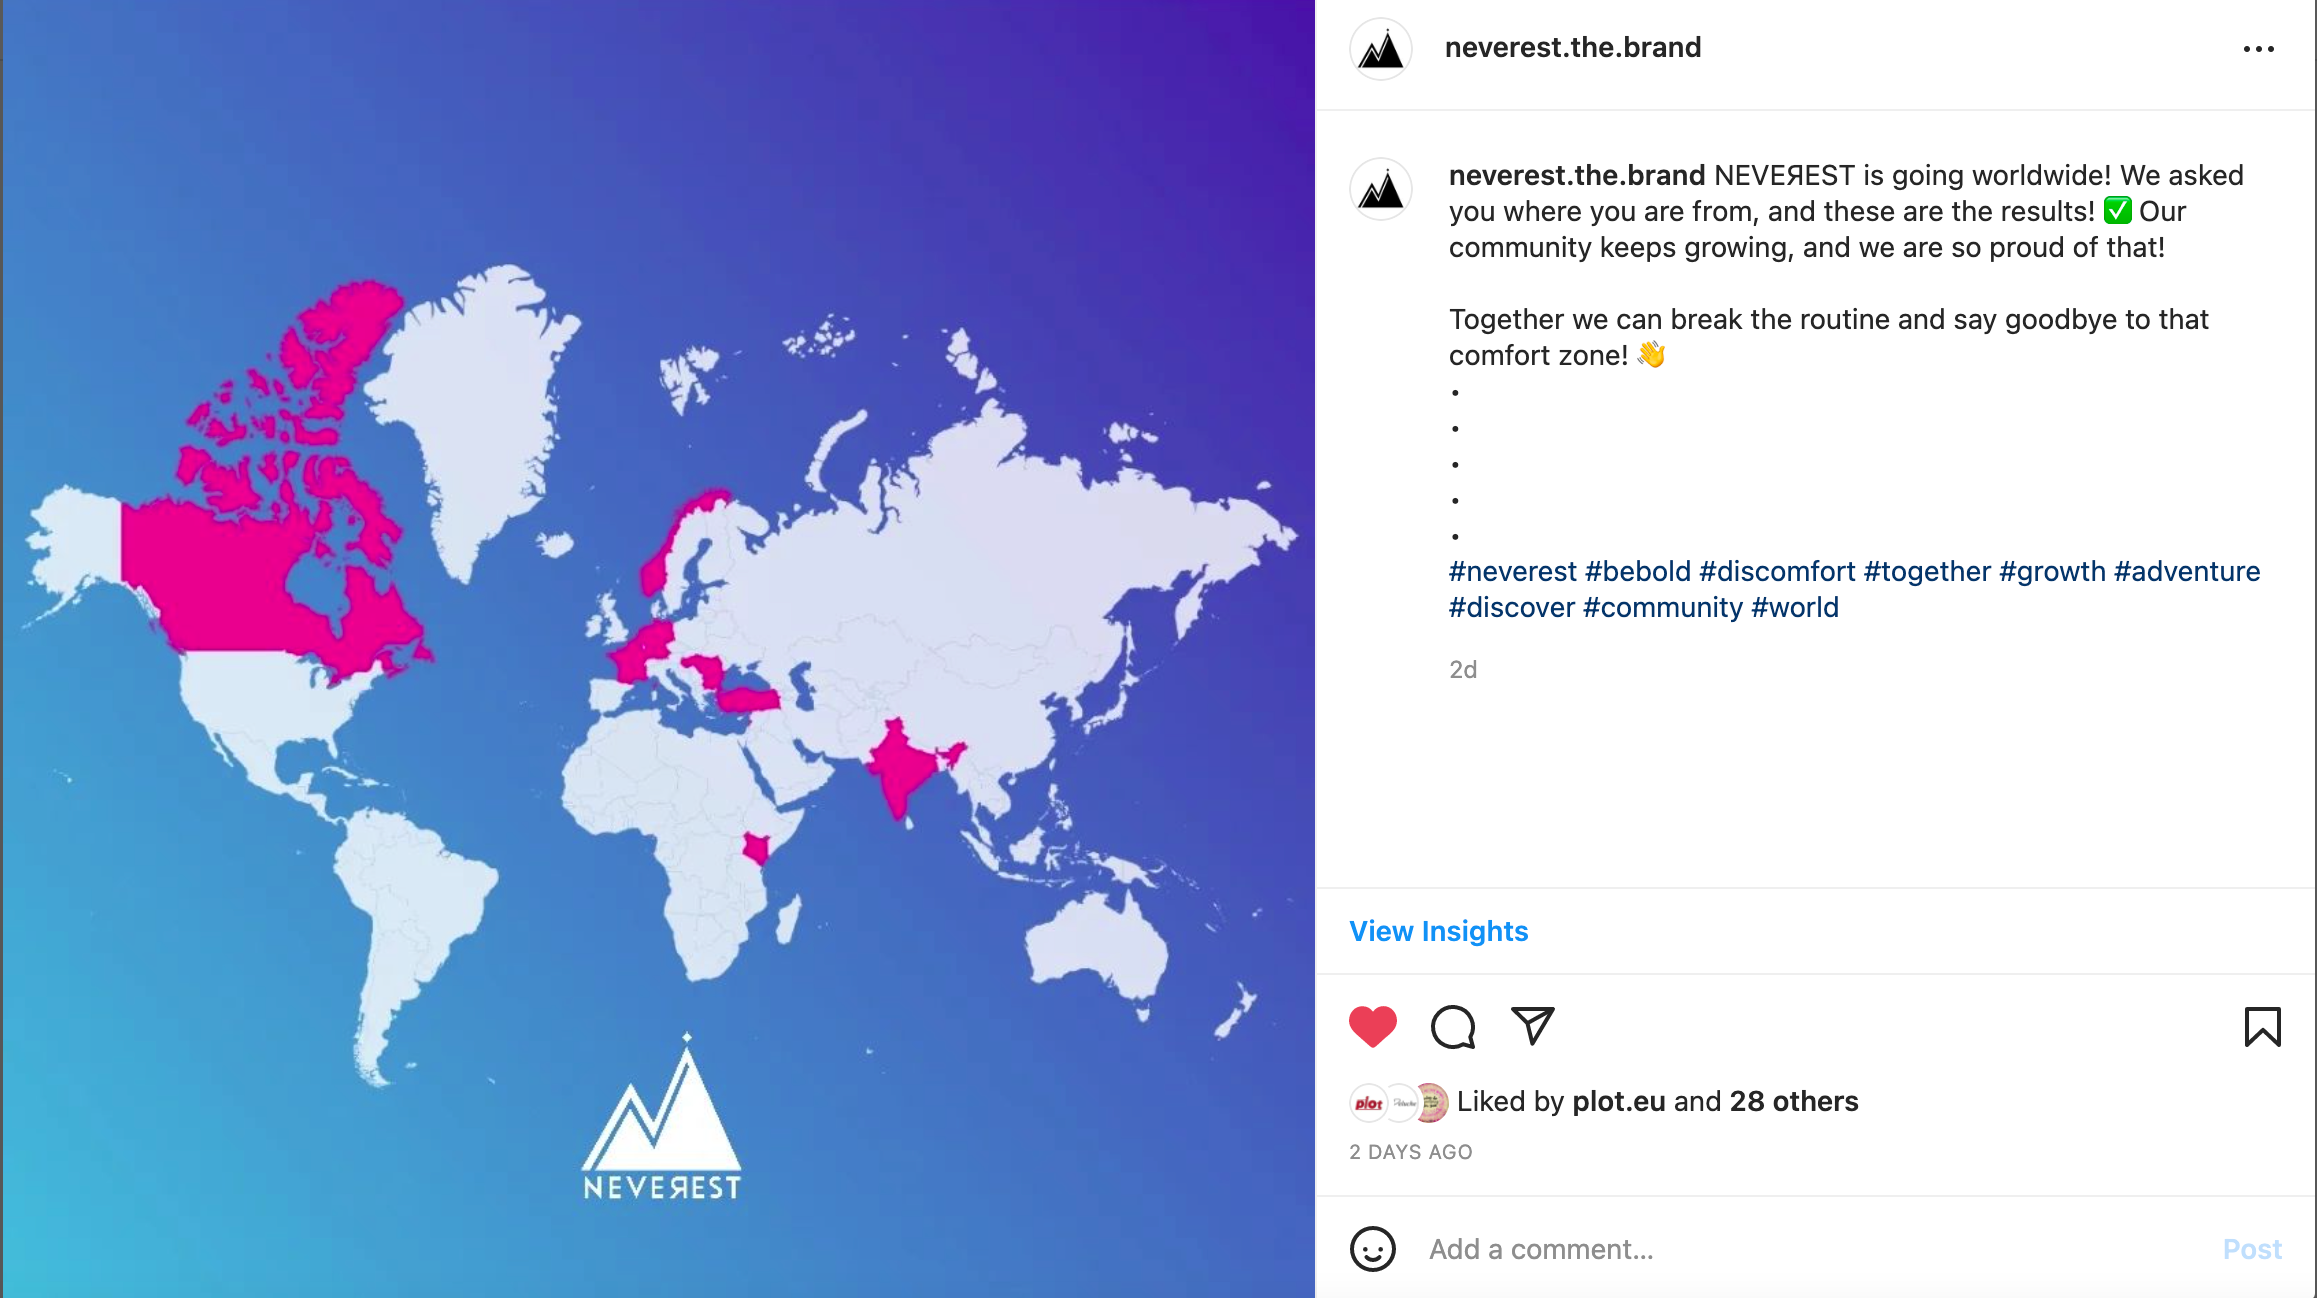 NEVEЯEST
neverest.the.brand
neverest.the.brand NEVEЯEST is going worldwide! We asked
you where you are from, and these are the results! ✅ Our
community keeps growing, and we are so proud of that!
Together we can break the routine and say goodbye to that
comfort zone! 👋
•
•
•
•
•
#neverest #bebold #discomfort #together #growth #adventure
#discover #community #world
2d
View Insights
plot
Liked by plot.eu and 28 others
2 DAYS AGO
Add a comment...
Post